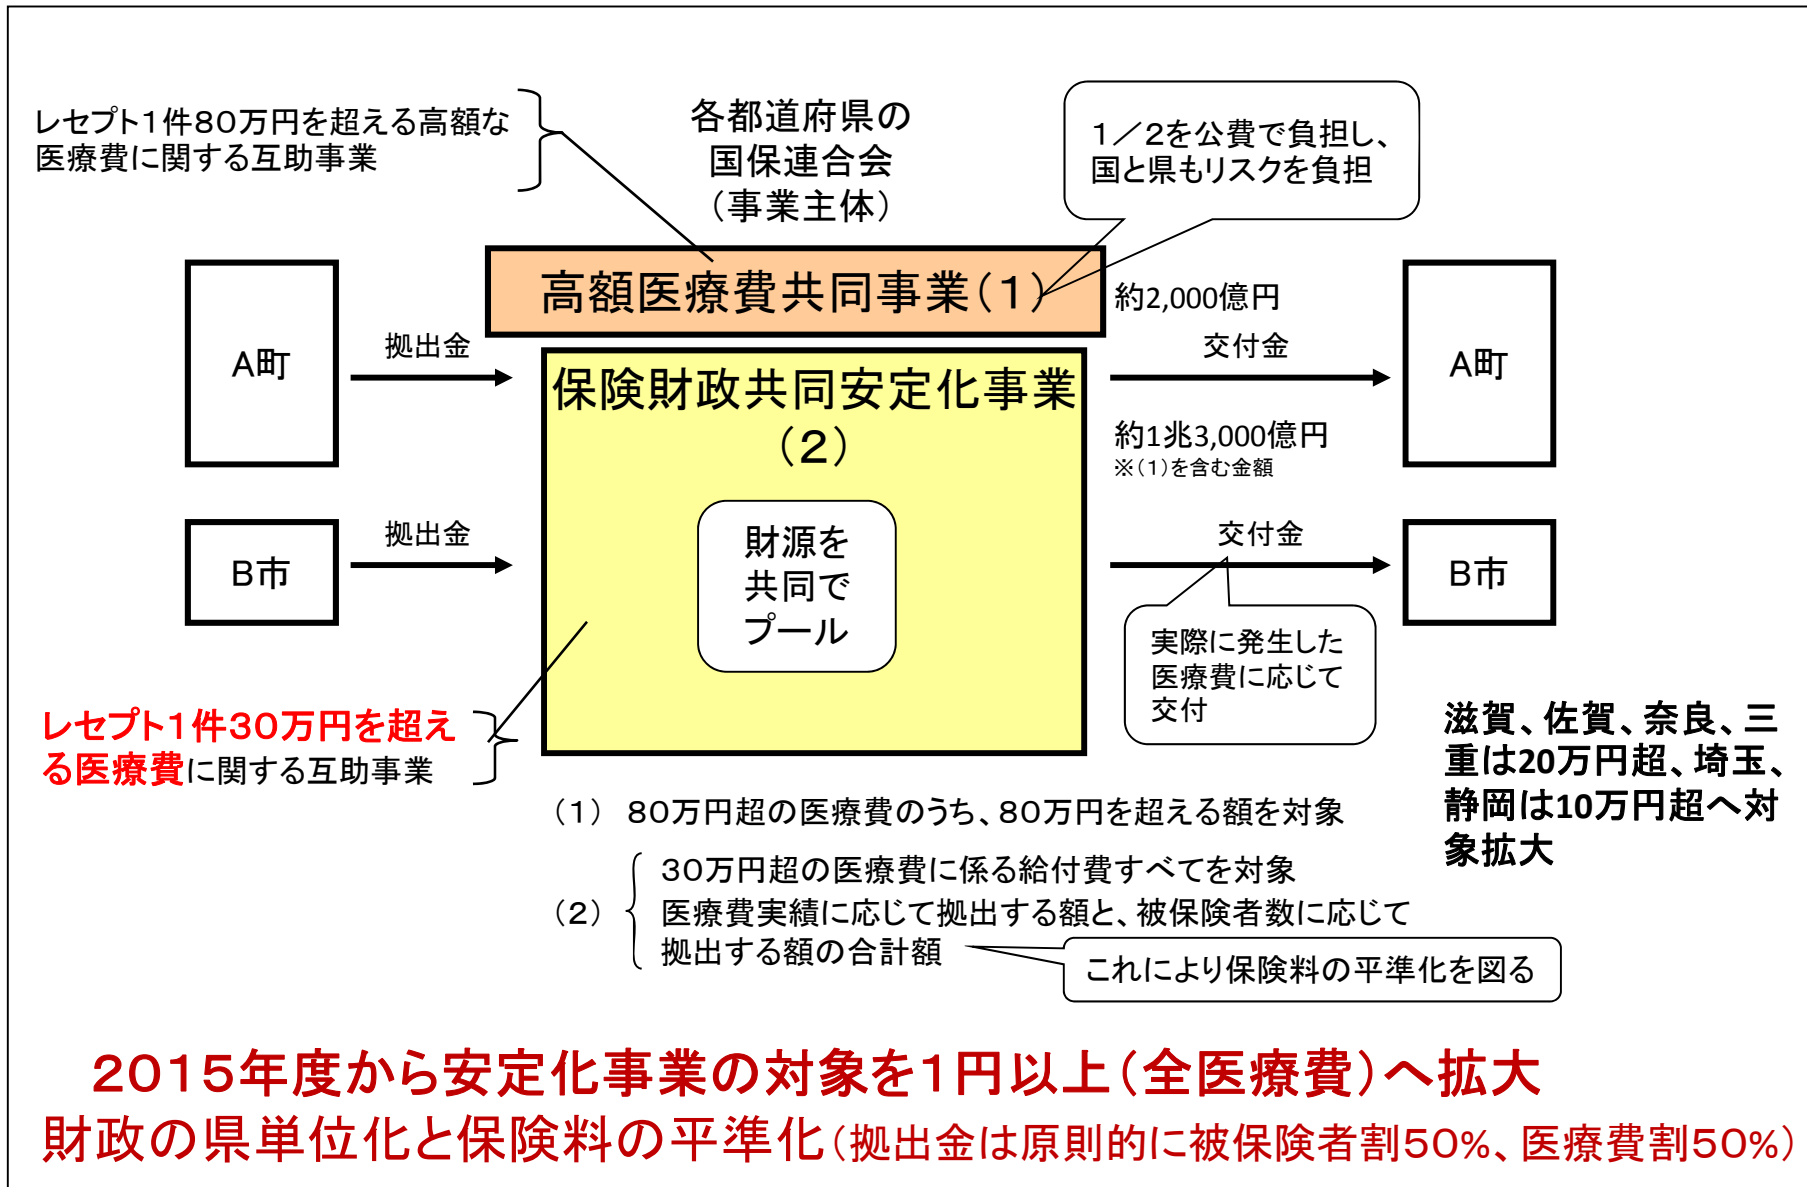 レセプト１件８０万円を超える高額な
医療費に関する互助事業
各都道府県の
国保連合会
（事業主体）
１／２を公費で負担し、
国と県もリスクを負担
高額医療費共同事業（１）
約2,000億円
A町
拠出金
交付金
A町
保険財政共同安定化事業
（２）
約1兆3,000億円
※（１）を含む金額
B市
拠出金
財源を
共同で
プール
交付金
B市
実際に発生した
医療費に応じて
交付
レセプト１件３０万円を超え
る医療費に関する互助事業
滋賀、佐賀、奈良、三
重は20万円超、埼玉、
静岡は10万円超へ対
象拡大
（１） ８０万円超の医療費のうち、８０万円を超える額を対象
（２）
３０万円超の医療費に係る給付費すべてを対象
医療費実績に応じて拠出する額と、被保険者数に応じて
拠出する額の合計額
これにより保険料の平準化を図る
２０１５年度から安定化事業の対象を１円以上（全医療費）へ拡大
財政の県単位化と保険料の平準化（拠出金は原則的に被保険者割50%、医療費割50%）